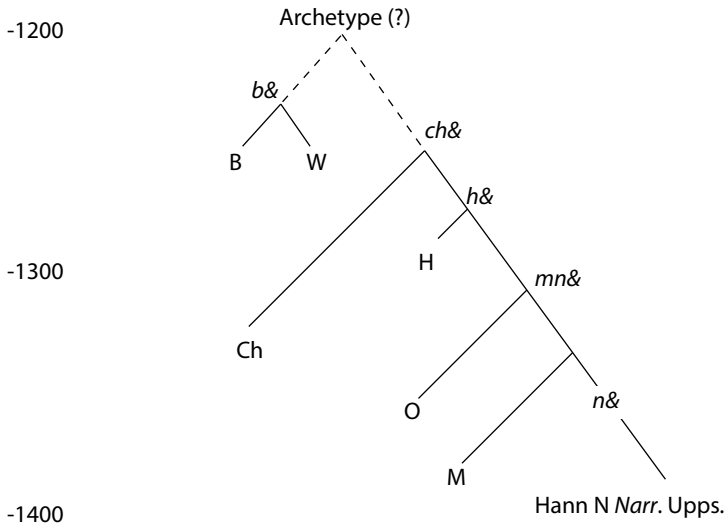 Archetype (?)
-1200
b&
ch&
B
W
h&
H
-1300
mn&
Ch
O
n&
M
Hann N Narr. Upps.
-1400